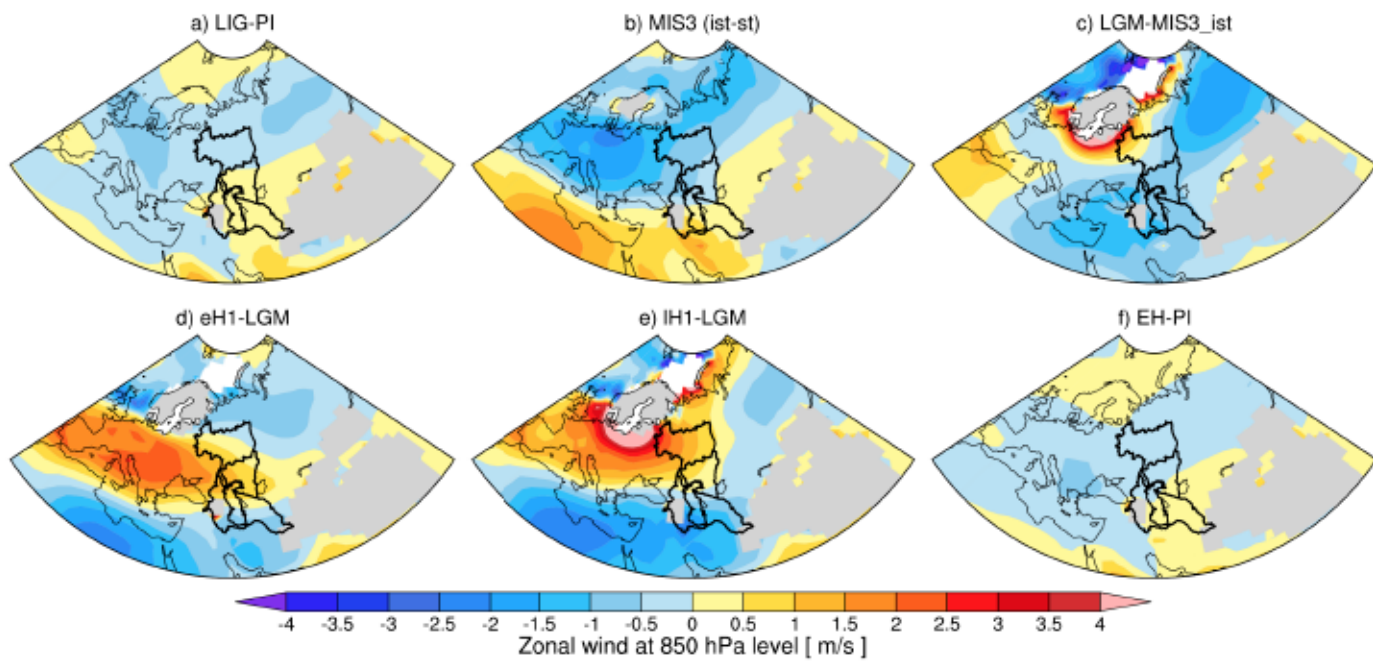 a) LIG-PI
b) MIS3 (ist-st)
c) LGM-MIS3_ist
d) eH1-LGM
e) lH1-LGM
f) EH-PI
-4 -3.5 -3 -2.5 -2 -1.5 -1 -0.5 0 0.5 1 1.5 2 2.5 3 3.5 4
Zonal wind at 850 hPa level [ m/s ]